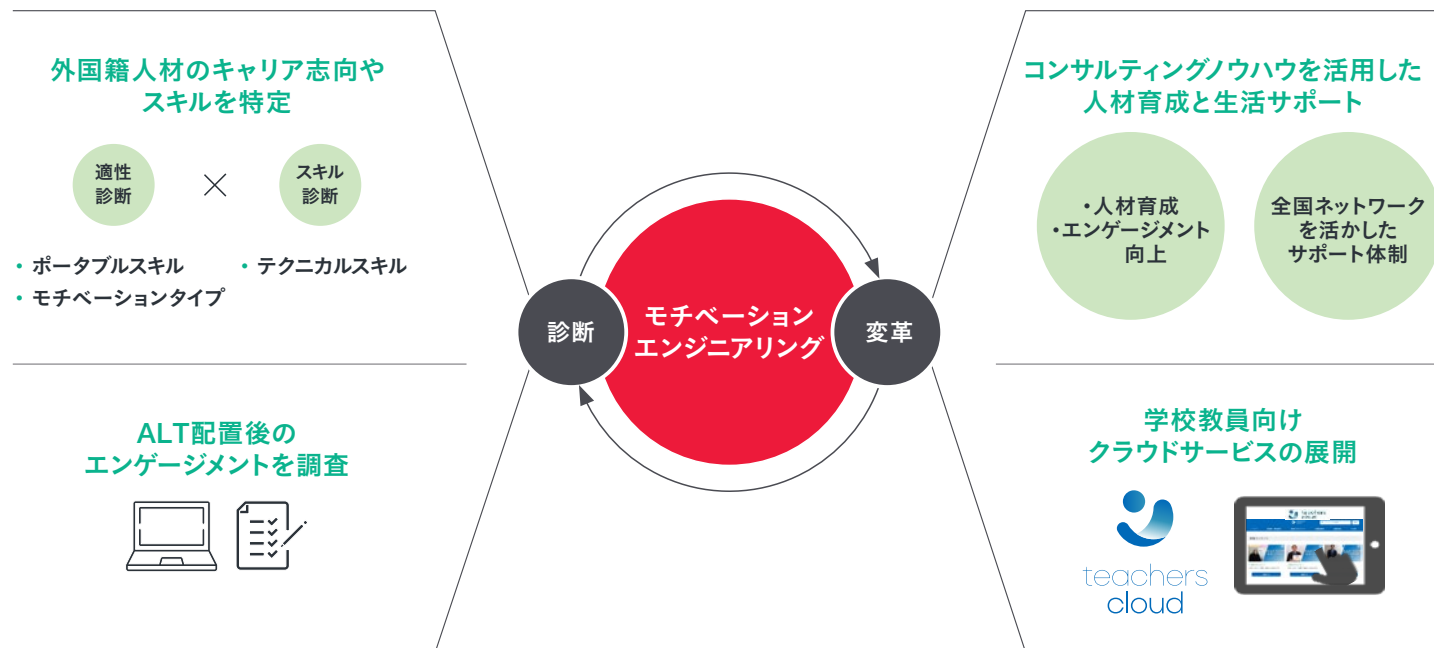 外国籍人材のキャリア志向や
スキルを特定
適性
診断
×
スキル
診断
・ポータブルスキル
・モチベーションタイプ
・テクニカルスキル
ALT配置後の
エンゲージメントを調査
診断
モチベーション
エンジニアリング
変革
コンサルティングノウハウを活用した
人材育成と生活サポート
・人材育成
・エンゲージメント
向上
全国ネットワーク
を活かした
サポート体制
学校教員向け
クラウドサービスの展開
teachers
cloud
teachers
cloud